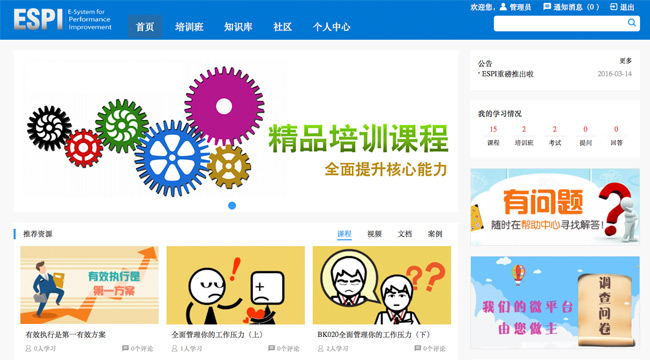 ESPI
E-System for
Performance
Improvement
首页 培训班 知识库 社区 个人中心
欢迎您, 管理员 通知消息（0） 退出
精品培训课程
全面提升核心能力
公告 更多
ESPI重磅推出啦 2016-03-14
我的学习情况
15 2 2 0 0
课程 培训班 考试 提问 回答
有问题
随时在帮助中心寻找解答!
推荐资源 课程 视频 文档 案例
有效执行是
第一方案
有效执行是第一有效方案
0人学习 0个评论
全面管理你的工作压力（上）
1人学习 0个评论
BK020全面管理你的工作压力（下）
2人学习 0个评论
我们的微平台
由您做主
调查问卷